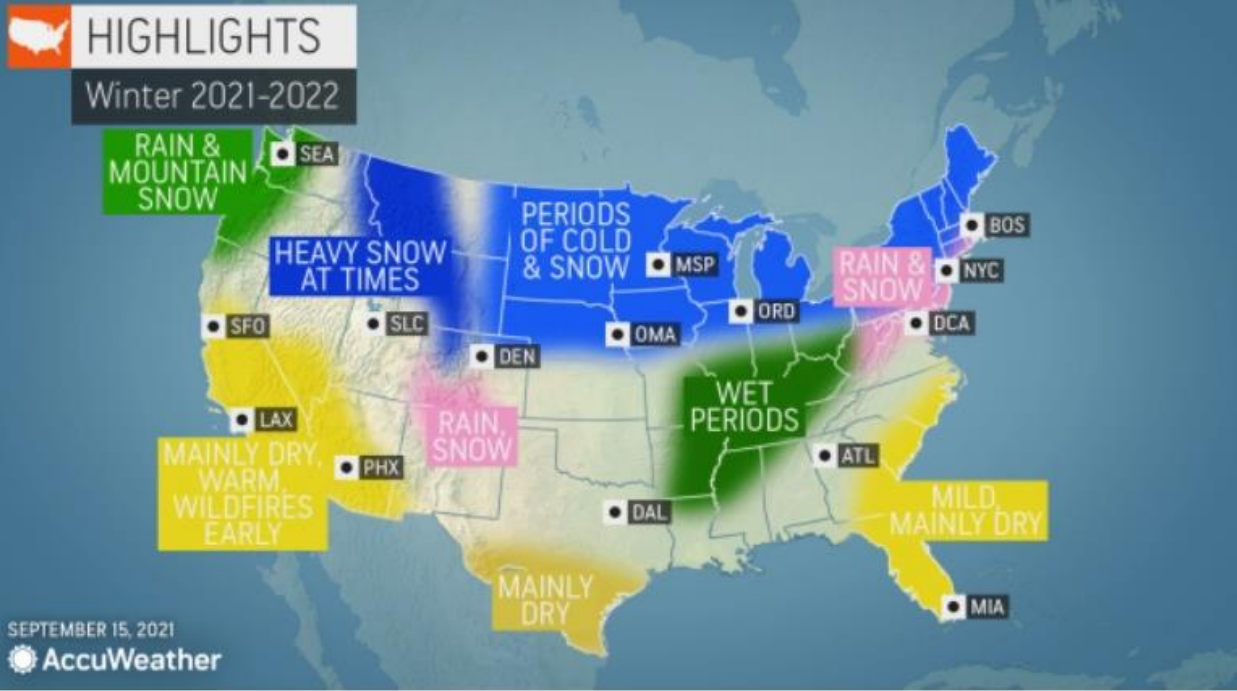 HIGHLIGHTS
Winter 2021-2022
RAIN &
MOUNTAIN
SNOW
SEA
HEAVY SNOW
AT TIMES
PERIODS
OF COLD
& SNOW
MSP
BOS
RAIN &
SNOW
NYC
SFO
SLC
OMA
ORD
DCA
DEN
WET
PERIODS
LAX
RAIN,
SNOW
MAINLY DRY,
WARM,
WILDFIRES
EARLY
PHX
ATL
DAL
MILD,
MAINLY DRY
MAINLY
DRY
MIA
SEPTEMBER 15, 2021
AccuWeather